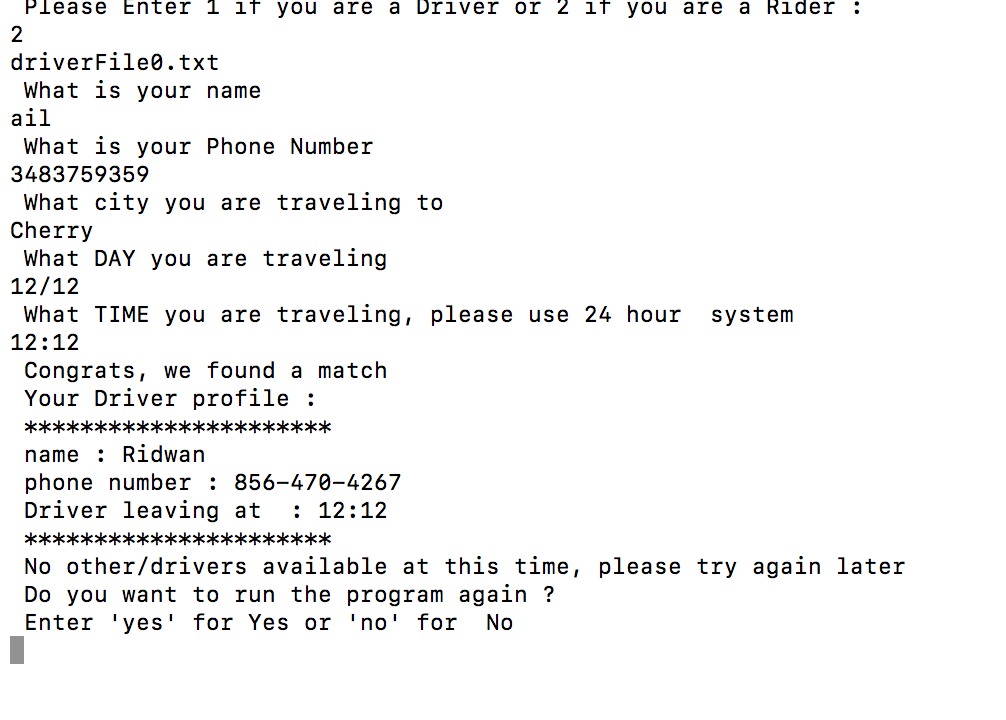 Please Enter 1 if you are a Driver or 2 if you are a Rider :
2
driverFile0.txt
What is your name
ail
What is your Phone Number
3483759359
What city you are traveling to
Cherry
What DAY you are traveling
12/12
What TIME you are traveling, please use 24 hour  system
12:12
Congrats, we found a match
Your Driver profile :
**********************
name : Ridwan
phone number : 856-470-4267
Driver leaving at  : 12:12
**********************
No other/drivers available at this time, please try again later
Do you want to run the program again ?
Enter 'yes' for Yes or 'no' for  No